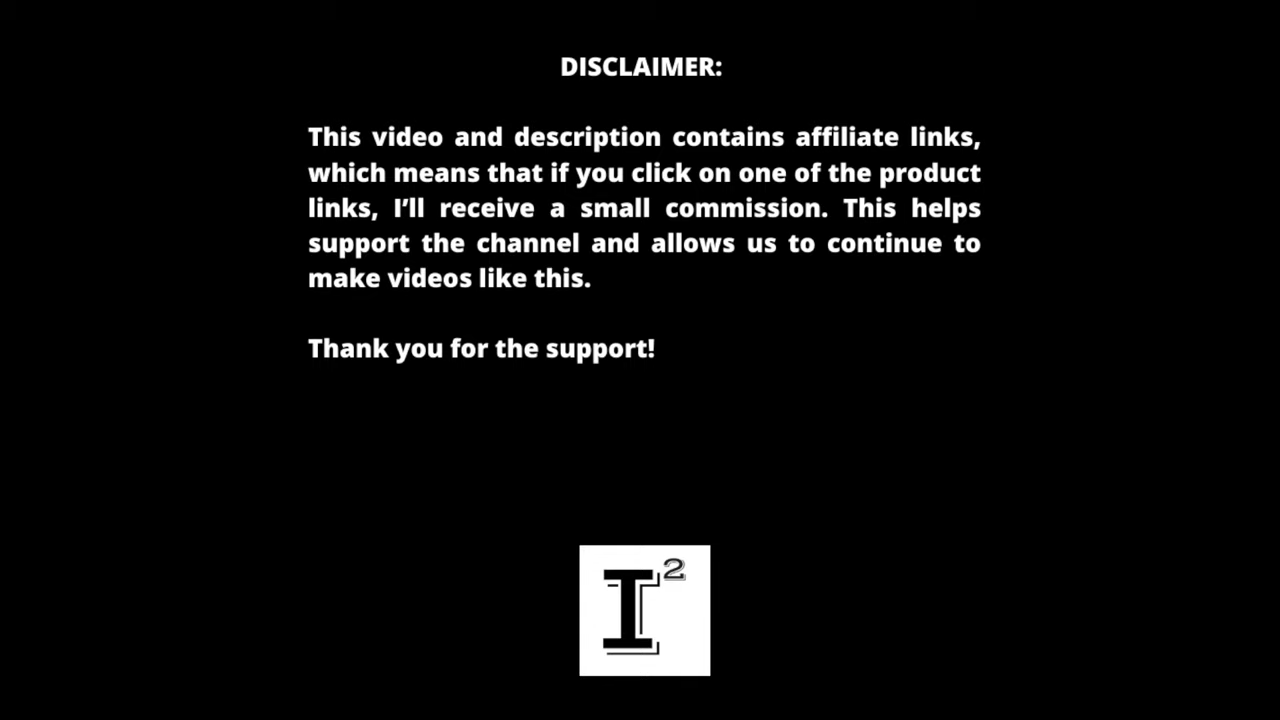 DISCLAIMER:
This video and description contains affiliate links,
which means that if you click on one of the product
links, I’ll receive a small commission. This helps
support the channel and allows us to continue to
make videos like this.
Thank you for the support!
I²